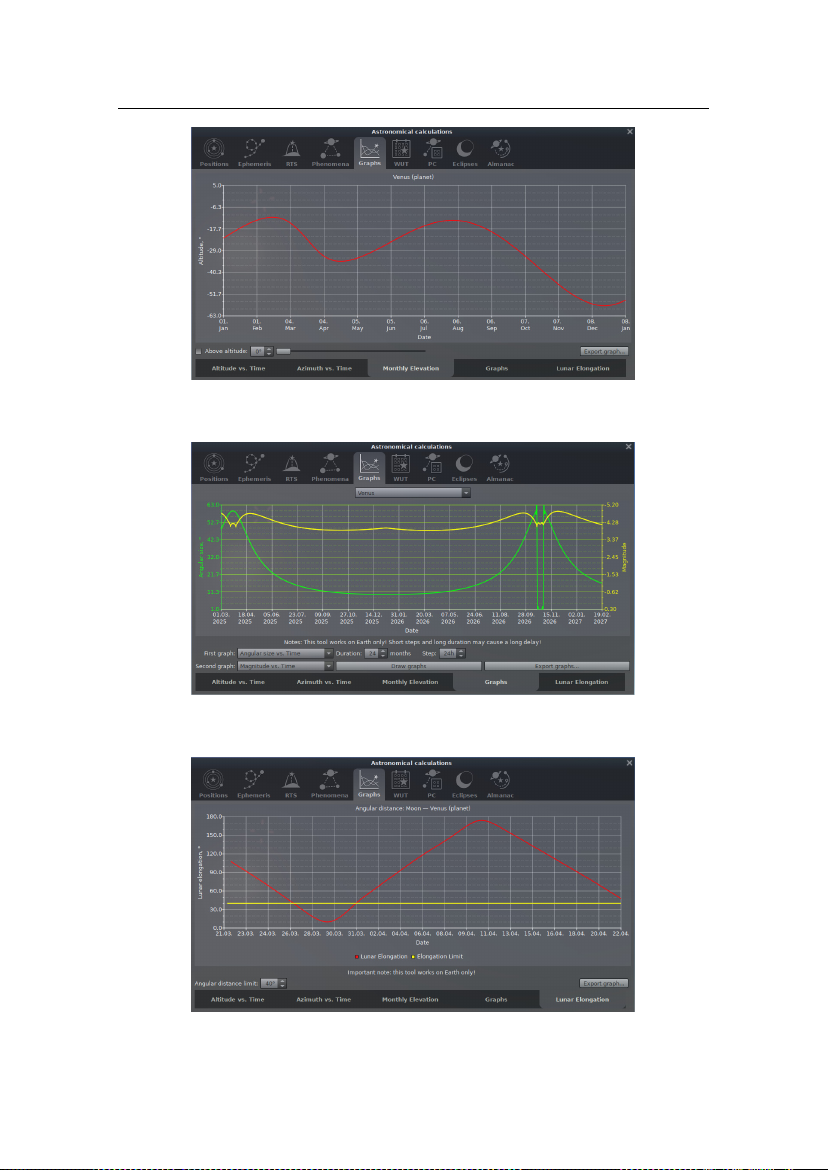 Astronomical calculations
Positions Ephemeris RTS Phenomena Graphs WUT PC Eclipses Almanac
Venus (planet)
5.0
-6.3
-17.7
-29.0
-40.3
-51.7
-63.0
Altitude, °
01. 01. 04. 04. 05. 05. 06. 06. 06. 07. 07. 08. 08.
Jan Feb Mar Apr May Jun Jul Aug Sep Oct Nov Dec Jan
Date
Above altitude: 0° Export graph...
Altitude vs. Time Azimuth vs. Time Monthly Elevation Graphs Lunar Elongation
Astronomical calculations
Positions Ephemeris RTS Phenomena Graphs WUT PC Eclipses Almanac
Venus
63.0 -5.20
52.7 -4.28
42.3 -3.37
32.0 -2.45
21.7 -1.53
11.3 -0.62
1.0 0.30
Angular size, "
Magnitude
01.03. 18.04. 05.06. 23.07. 09.09. 27.10. 14.12. 31.01. 20.03. 07.05. 24.06. 11.08. 28.09. 15.11. 02.01. 19.02.
2025 2025 2025 2025 2025 2025 2025 2026 2026 2026 2026 2026 2026 2026 2027 2027
Date
Notes: This tool works on Earth only! Short steps and long duration may cause a long delay!
First graph: Angular size vs. Time Duration: 24 months Step: 24h
Second graph: Magnitude vs. Time Draw graphs Export graphs...
Altitude vs. Time Azimuth vs. Time Monthly Elevation Graphs Lunar Elongation
Astronomical calculations
Positions Ephemeris RTS Phenomena Graphs WUT PC Eclipses Almanac
Angular distance: Moon — Venus (planet)
180.0
150.0
120.0
90.0
60.0
30.0
0.0
Lunar elongation, °
21.03. 23.03. 24.03. 26.03. 28.03. 30.03. 31.03. 02.04. 04.04. 06.04. 07.04. 09.04. 11.04. 13.04. 15.04. 16.04. 18.04. 20.04. 22.04.
Date
Lunar Elongation Elongation Limit
Important note: this tool works on Earth only!
Angular distance limit: 40° Export graph...
Altitude vs. Time Azimuth vs. Time Monthly Elevation Graphs Lunar Elongation